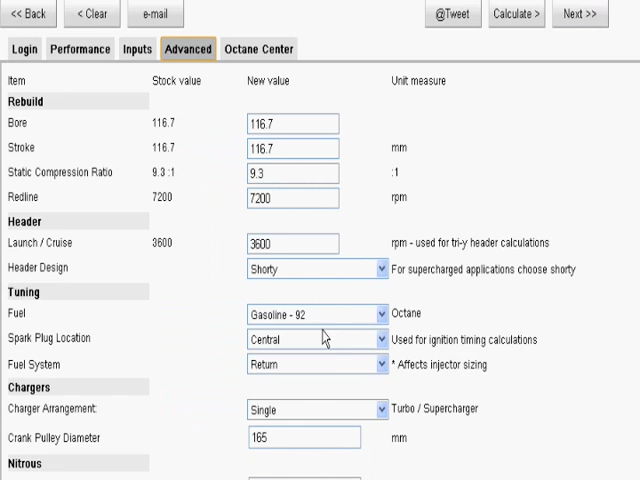 << Back < Clear e-mail @Tweet Calculate > Next >>
Login Performance Inputs Advanced Octane Center
Item Stock value New value Unit measure
Rebuild
Bore 116.7 116.7
Stroke 116.7 116.7 mm
Static Compression Ratio 9.3 :1 9.3 :1
Redline 7200 7200 rpm
Header
Launch / Cruise 3600 3600 rpm - used for tri-y header calculations
Header Design Shorty For supercharged applications choose shorty
Tuning
Fuel Gasoline - 92 Octane
Spark Plug Location Central Used for ignition timing calculations
Fuel System Return * Affects injector sizing
Chargers
Charger Arrangement: Single Turbo / Supercharger
Crank Pulley Diameter 165 mm
Nitrous